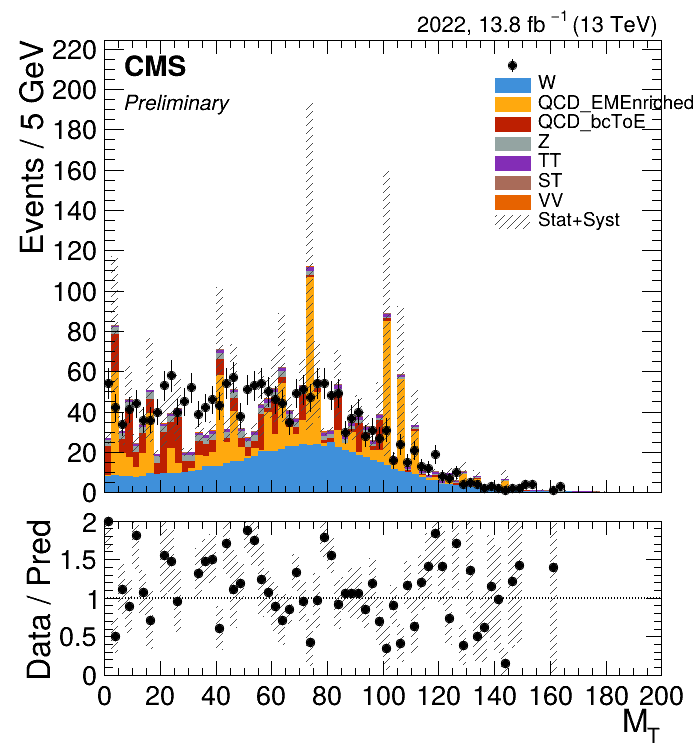 2022, 13.8 fb −1 (13 TeV)
Events / 5 GeV
220
200
180
160
140
120
100
80
60
40
20
0
CMS
Preliminary
W
QCD_EMEnriched
QCD_bcToE
Z
TT
ST
VV
Stat+Syst
Data / Pred
2
1.5
1
0.5
0
0 20 40 60 80 100 120 140 160 180 200
M_T